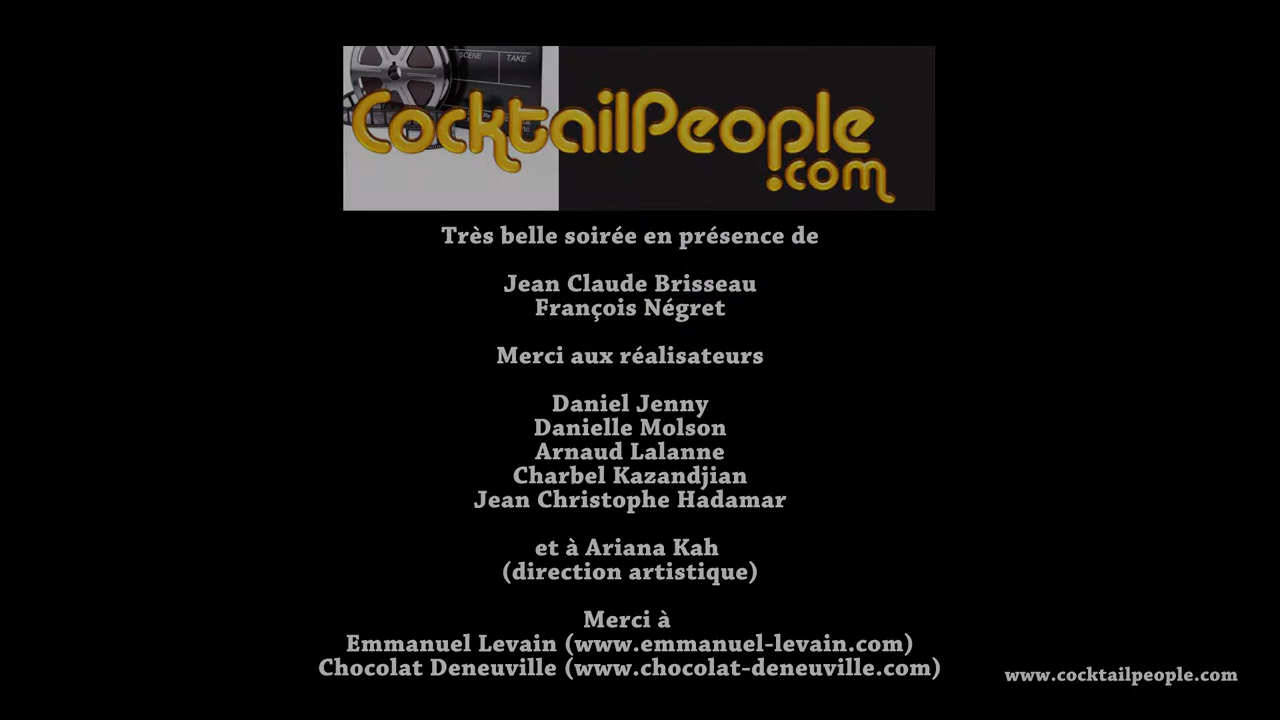 SCENE TAKE
CocktailPeople
.com
Très belle soirée en présence de
Jean Claude Brisseau
François Négret
Merci aux réalisateurs
Daniel Jenny
Danielle Molson
Arnaud Lalanne
Charbel Kazandjian
Jean Christophe Hadamar
et à Ariana Kah
(direction artistique)
Merci à
Emmanuel Levain (www.emmanuel-levain.com)
Chocolat Deneuville (www.chocolat-deneuville.com)
www.cocktailpeople.com